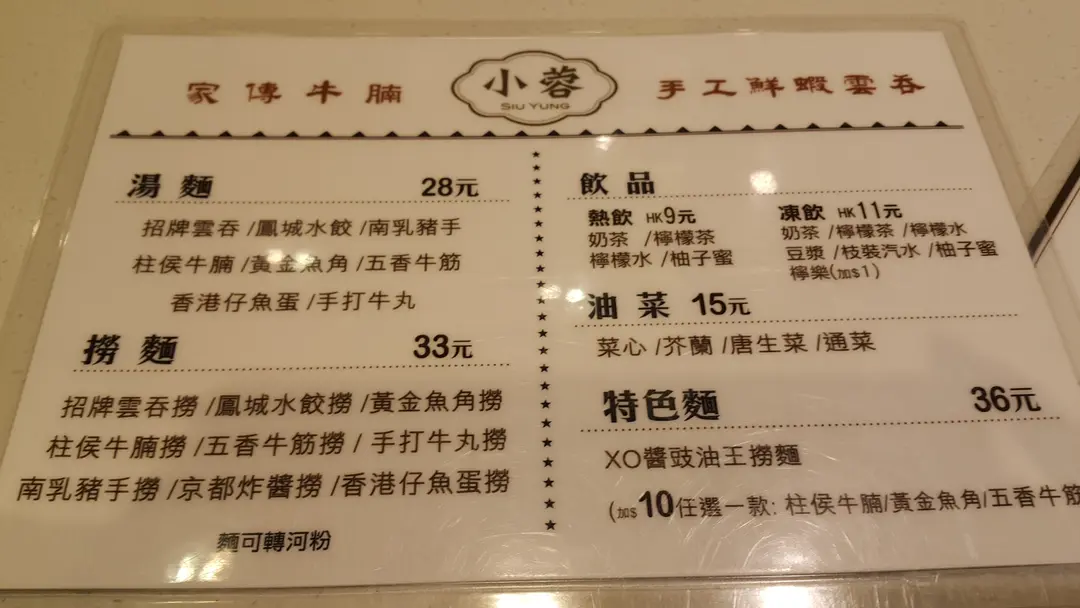 家傳牛腩
小蓉
SIU YUNG
手工鮮蝦雲吞
湯麵 28元
招牌雲吞/鳳城水餃/南乳豬手
柱侯牛腩/黃金魚角/五香牛筋
香港仔魚蛋/手打牛丸
撈麵 33元
招牌雲吞撈/鳳城水餃撈/黃金魚角撈
柱侯牛腩撈/五香牛筋撈/手打牛丸撈
南乳豬手撈/京都炸醬撈/香港仔魚蛋撈
麵可轉河粉
飲品
熱飲 HK9元
奶茶/檸檬茶
檸檬水/柚子蜜
凍飲 HK11元
奶茶/檸檬茶/檸檬水
豆漿/枝裝汽水/柚子蜜
檸樂(加$1)
油菜 15元
菜心/芥蘭/唐生菜/通菜
特色麵 36元
XO醬豉油王撈麵
(加$10任選一款: 柱侯牛腩/黃金魚角/五香牛筋